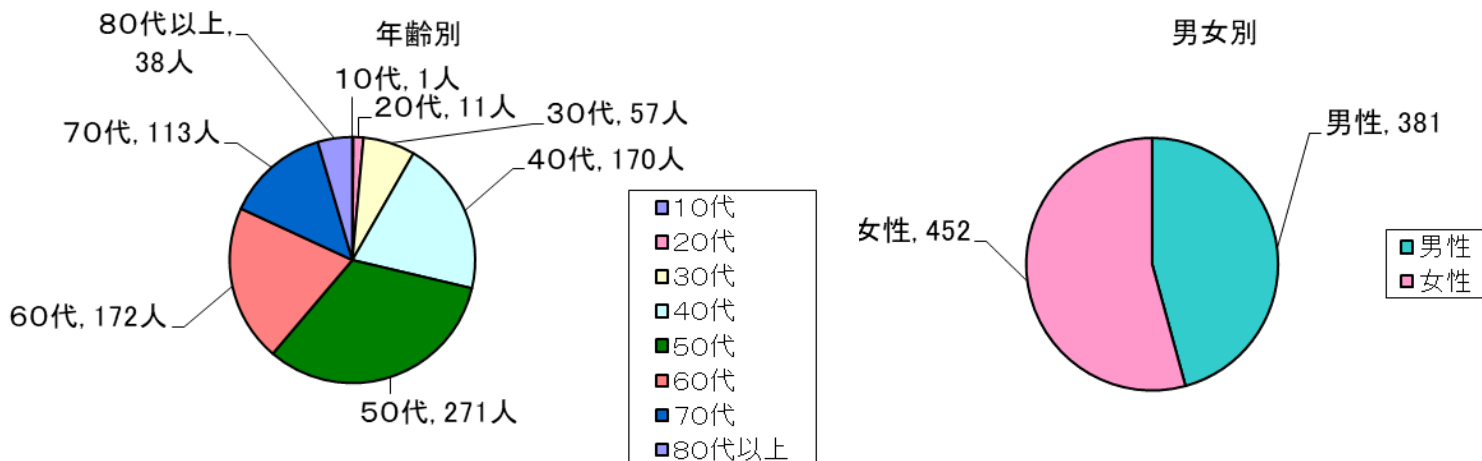 年齢別
80代以上,
38人
10代, 1人
20代, 11人
30代, 57人
40代, 170人
70代, 113人
60代, 172人
50代, 271人
10代
20代
30代
40代
50代
60代
70代
80代以上
男女別
男性, 381
女性, 452
男性
女性